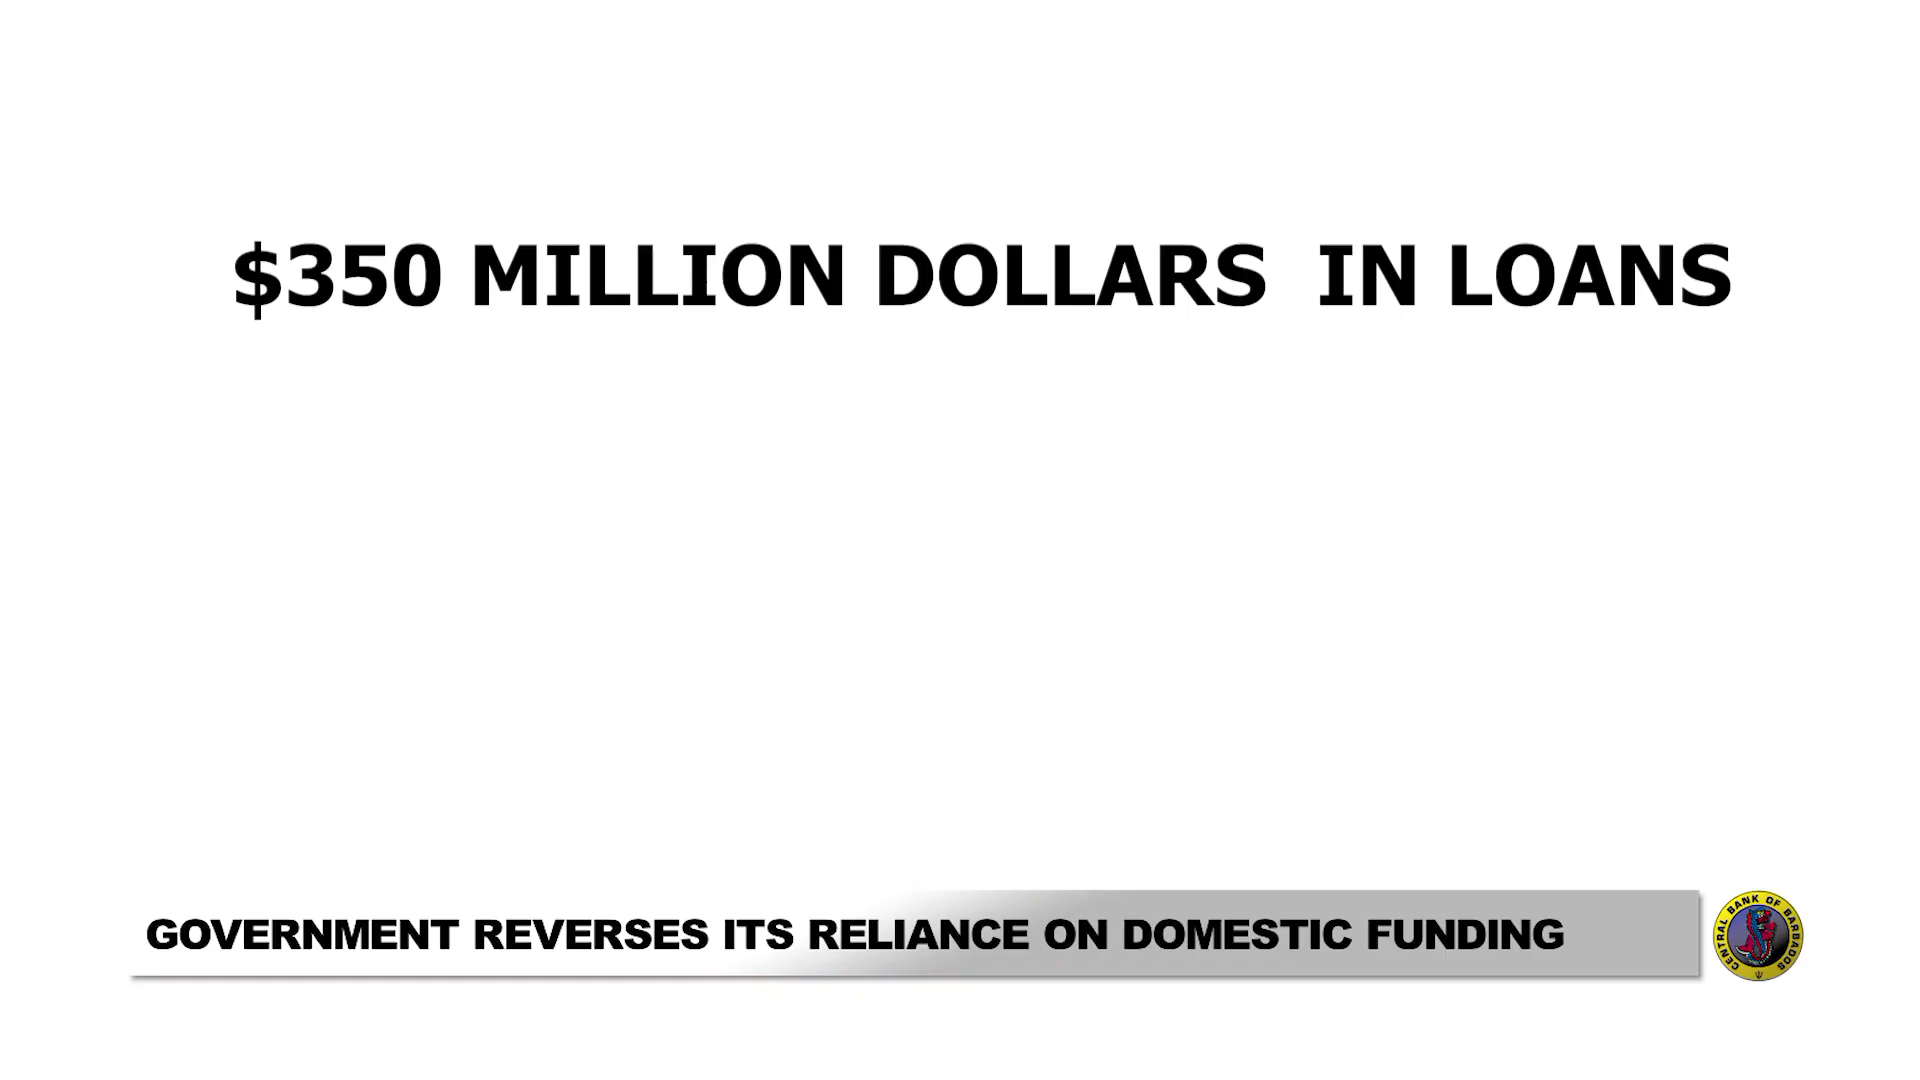 $350 MILLION DOLLARS  IN LOANS
GOVERNMENT REVERSES ITS RELIANCE ON DOMESTIC FUNDING
CENTRAL BANK OF BARBADOS